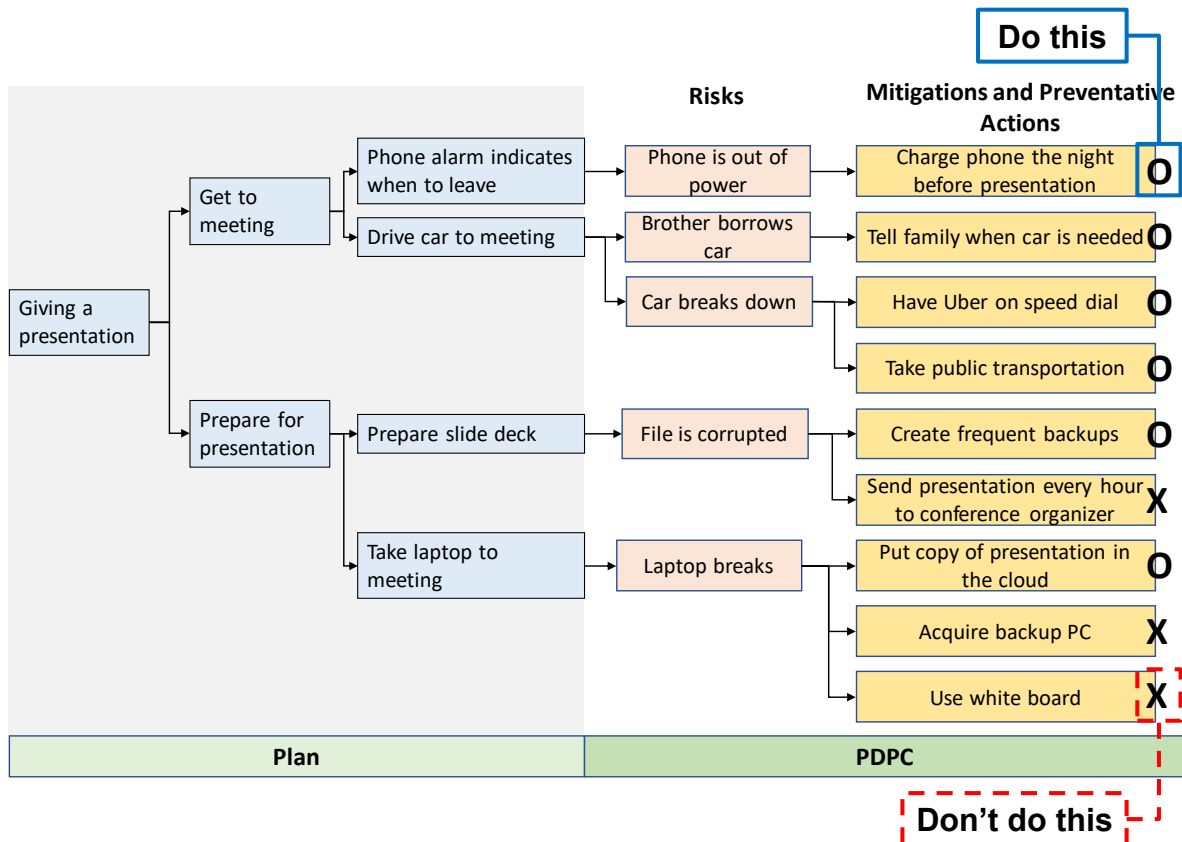 Do this
Risks
Mitigations and Preventative
Actions
Phone alarm indicates
when to leave
Phone is out of
power
Charge phone the night
before presentation
O
Get to
meeting
Drive car to meeting
Brother borrows
car
Tell family when car is needed
O
Giving a
presentation
Car breaks down
Have Uber on speed dial
O
Take public transportation
O
Prepare for
presentation
Prepare slide deck
File is corrupted
Create frequent backups
O
Send presentation every hour
to conference organizer
X
Take laptop to
meeting
Laptop breaks
Put copy of presentation in
the cloud
O
Acquire backup PC
X
Use white board
X
Plan
PDPC
Don't do this